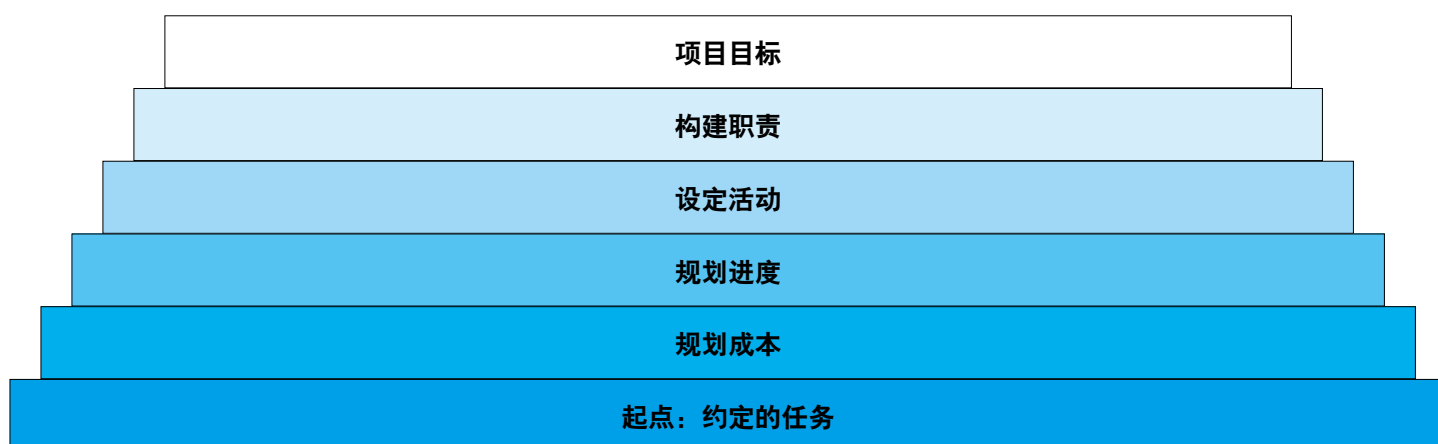 项目目标
构建职责
设定活动
规划进度
规划成本
起点：约定的任务